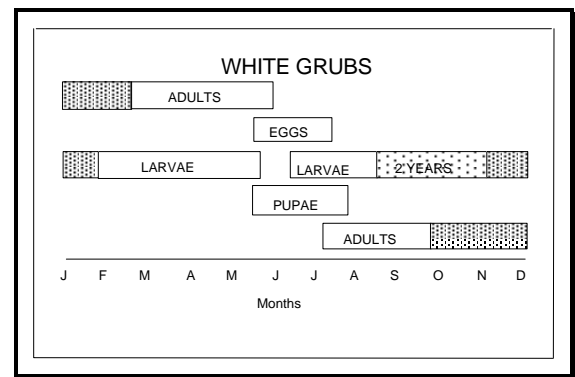 WHITE GRUBS
ADULTS
EGGS
LARVAE LARVAE 2 YEARS
PUPAE
ADULTS
J F M A M J J A S O N D
Months